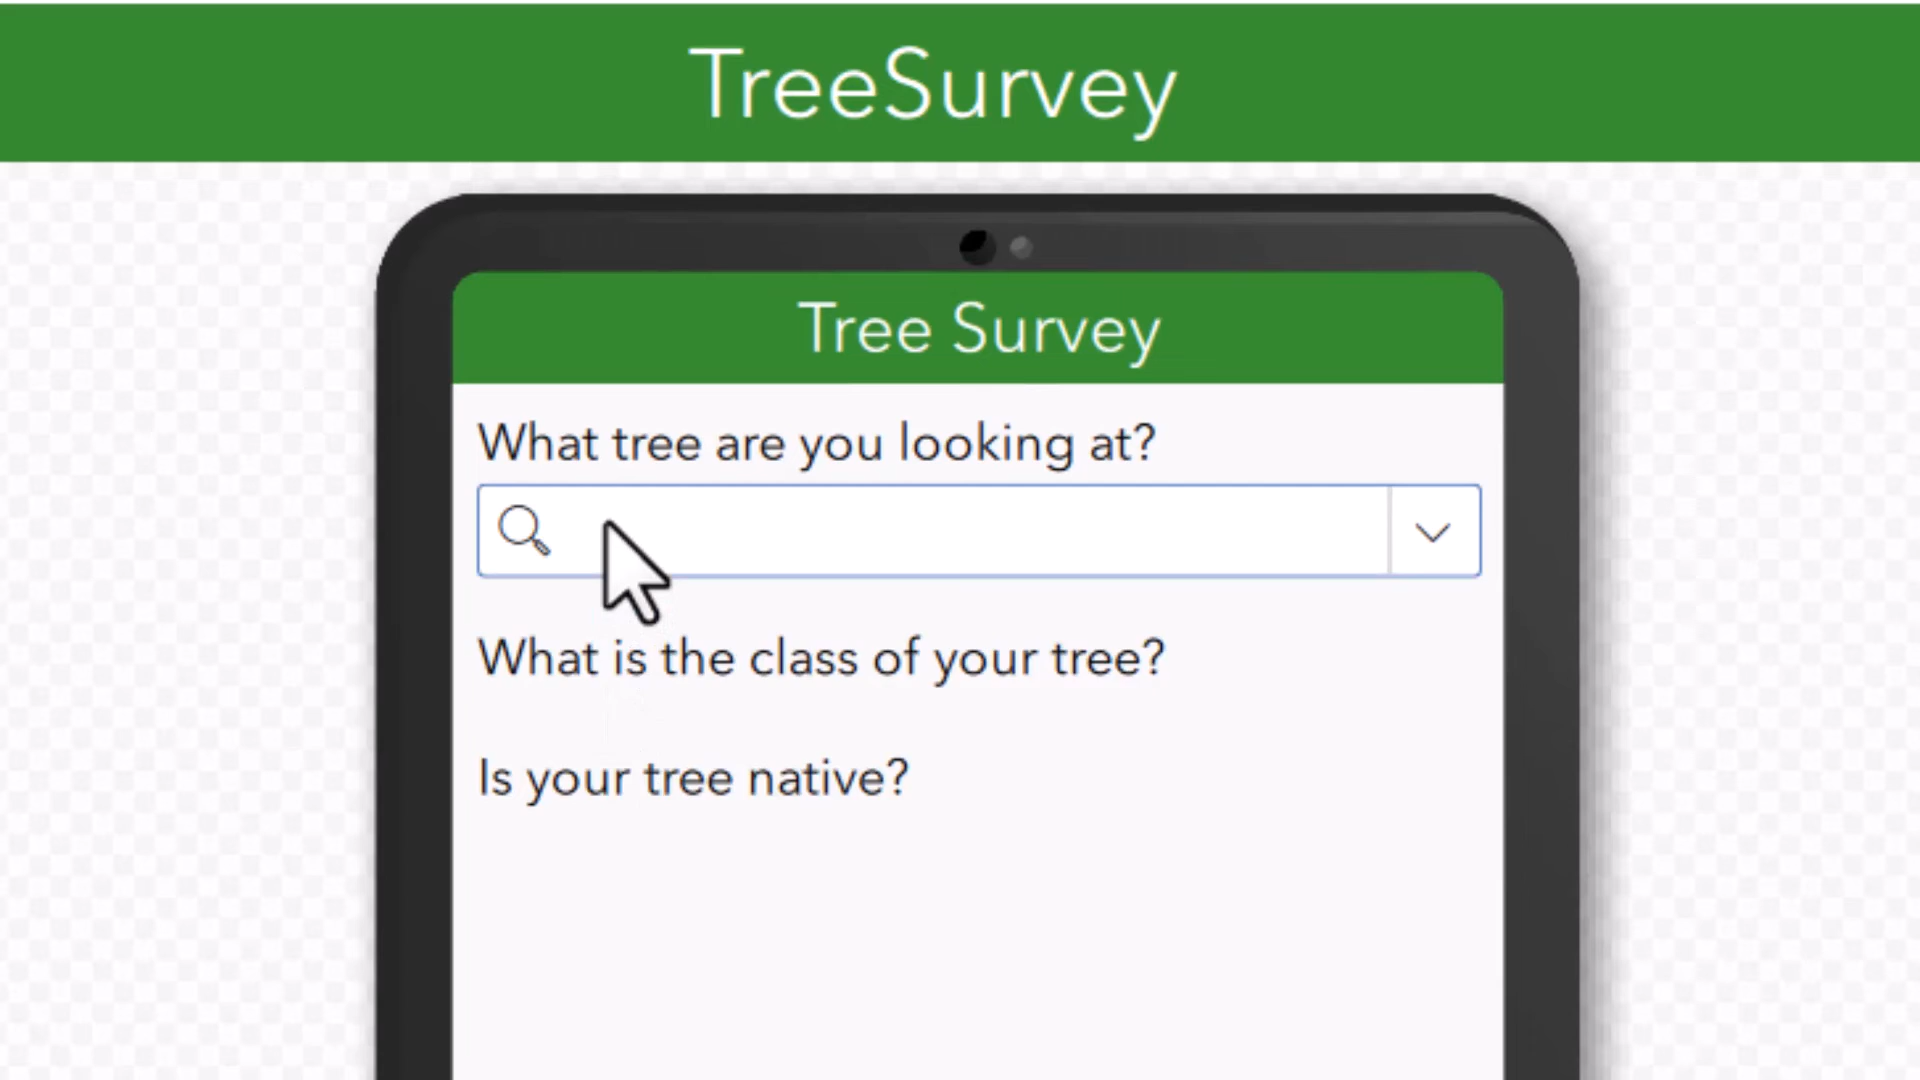 TreeSurvey
Tree Survey
What tree are you looking at?
What is the class of your tree?
Is your tree native?